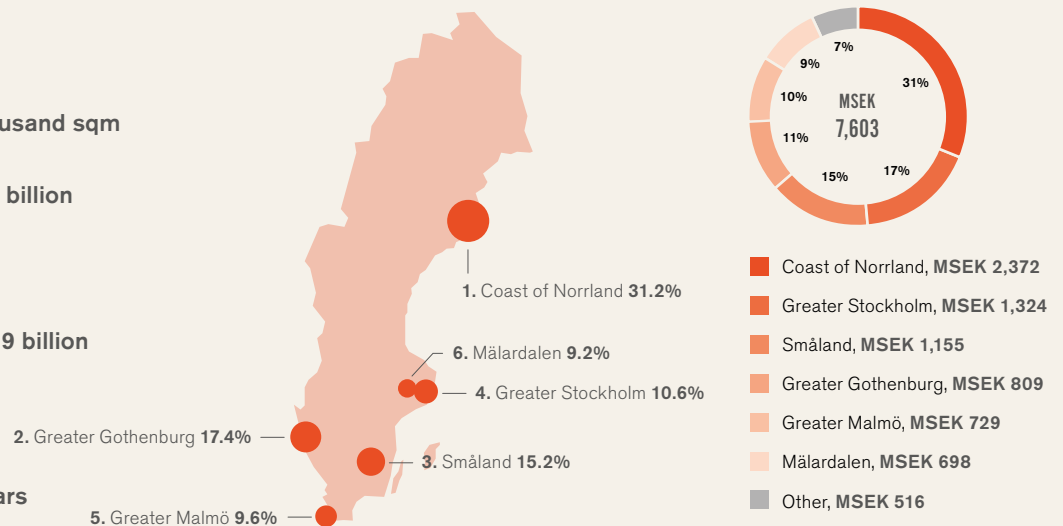 usand sqm
billion
9 billion
ars
1. Coast of Norrland 31.2%
6. Mälardalen 9.2%
4. Greater Stockholm 10.6%
2. Greater Gothenburg 17.4%
3. Småland 15.2%
5. Greater Malmö 9.6%
7%
9%
31%
10%
MSEK
7,603
11%
15%
17%
Coast of Norrland, MSEK 2,372
Greater Stockholm, MSEK 1,324
Småland, MSEK 1,155
Greater Gothenburg, MSEK 809
Greater Malmö, MSEK 729
Mälardalen, MSEK 698
Other, MSEK 516